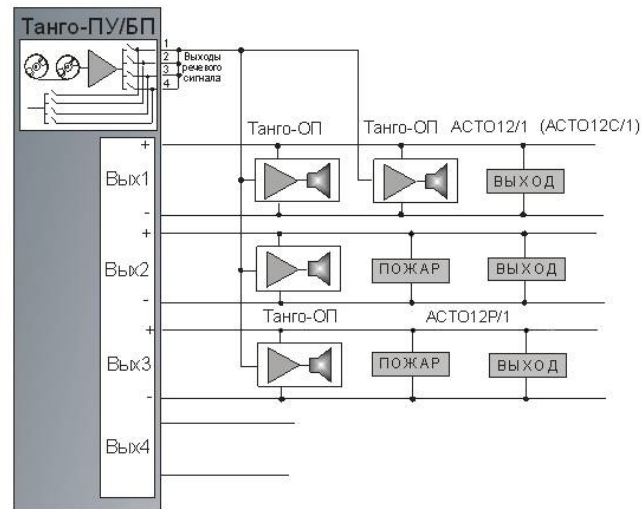 Танго-ПУ/БП
1
2
3
4
Выходы
речевого
сигнала
Танго-ОП
Танго-ОП
АСТО12/1 (АСТО12С/1)
+
Вых1
-
ВЫХОД
+
Вых2
-
ПОЖАР
ВЫХОД
Танго-ОП
АСТО12Р/1
+
Вых3
-
ПОЖАР
ВЫХОД
Вых4